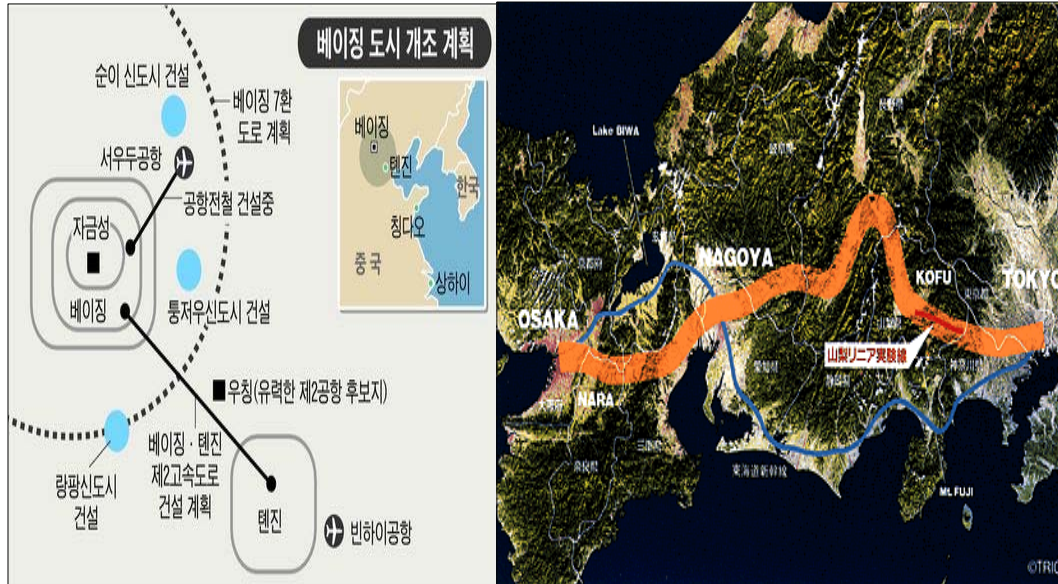 베이징 도시 개조 계획
순이 신도시 건설
베이징 7환
도로 계획
서우두공항
공항전철 건설중
자금성
베이징
퉁저우신도시 건설
우칭(유력한 제2공항 후보지)
베이징·톈진
제2고속도로
건설 계획
랑팡신도시
건설
톈진
빈하이공항
베이징
톈진
한국
칭다오
중국
상하이
Lake BIWA
NAGOYA
KOFU
TOKYO
OSAKA
山梨リニア実験線
NARA
東海道新幹線
Mt. FUJI
©TRIC